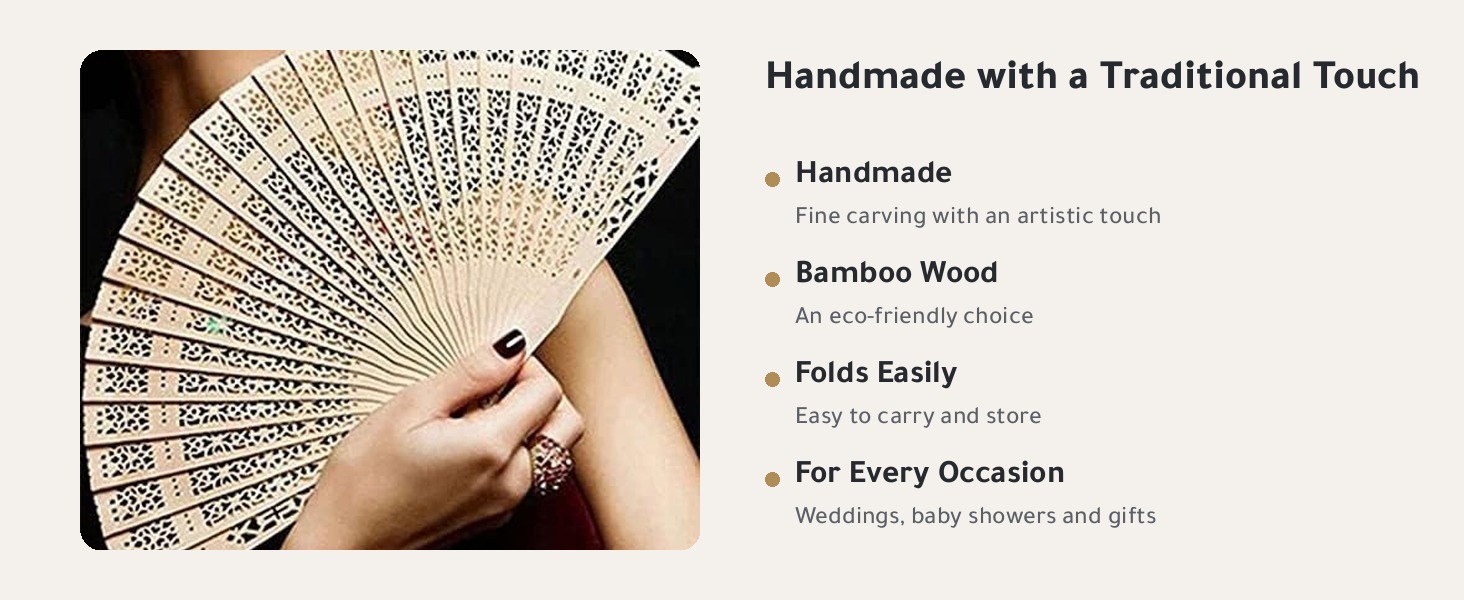 Handmade with a Traditional Touch
Handmade
Fine carving with an artistic touch
Bamboo Wood
An eco-friendly choice
Folds Easily
Easy to carry and store
For Every Occasion
Weddings, baby showers and gifts